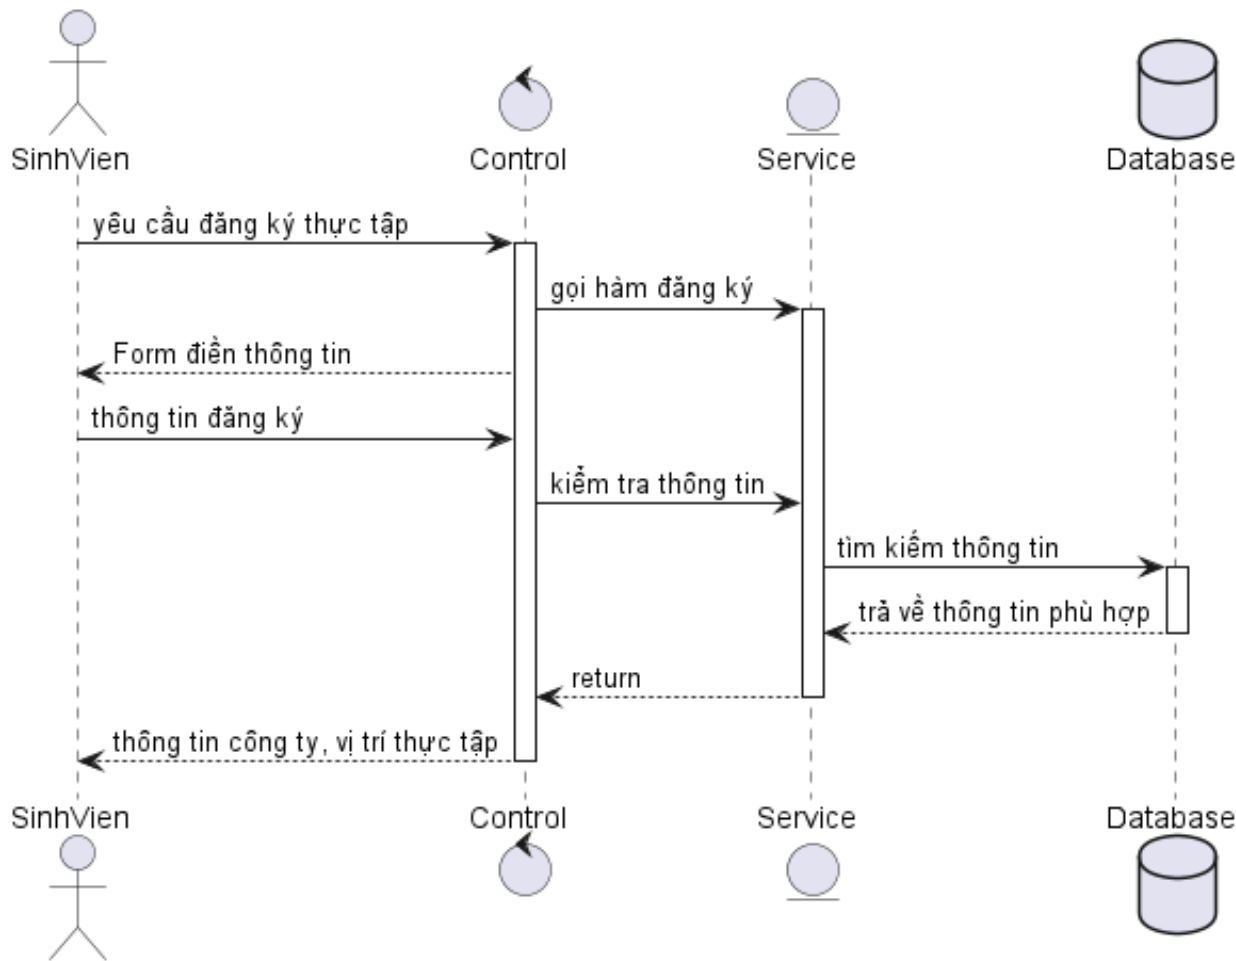 SinhVien
Control
Service
Database
yêu cầu đăng ký thực tập
gọi hàm đăng ký
Form điền thông tin
thông tin đăng ký
kiểm tra thông tin
tìm kiếm thông tin
trả về thông tin phù hợp
return
thông tin công ty, vị trí thực tập
SinhVien
Control
Service
Database